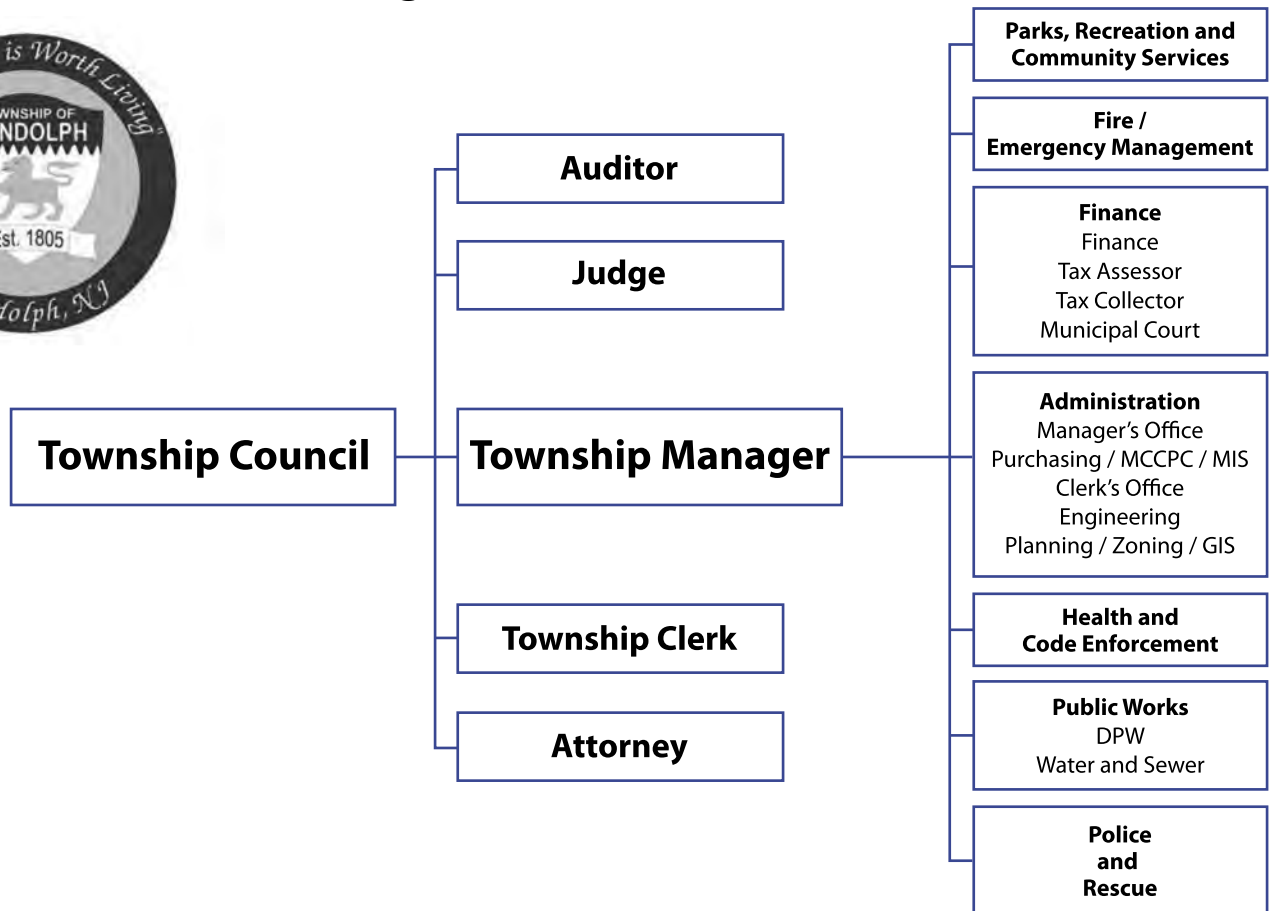 is Worth Living"
OF
Est. 1805
NJ
Township Council
Auditor
Judge
Township Manager
Township Clerk
Attorney
Parks, Recreation and
Community Services
Fire /
Emergency Management
Finance
Finance
Tax Assessor
Tax Collector
Municipal Court
Administration
Manager's Office
Purchasing / MCCPC / MIS
Clerk's Office
Engineering
Planning / Zoning / GIS
Health and
Code Enforcement
Public Works
DPW
Water and Sewer
Police
and
Rescue